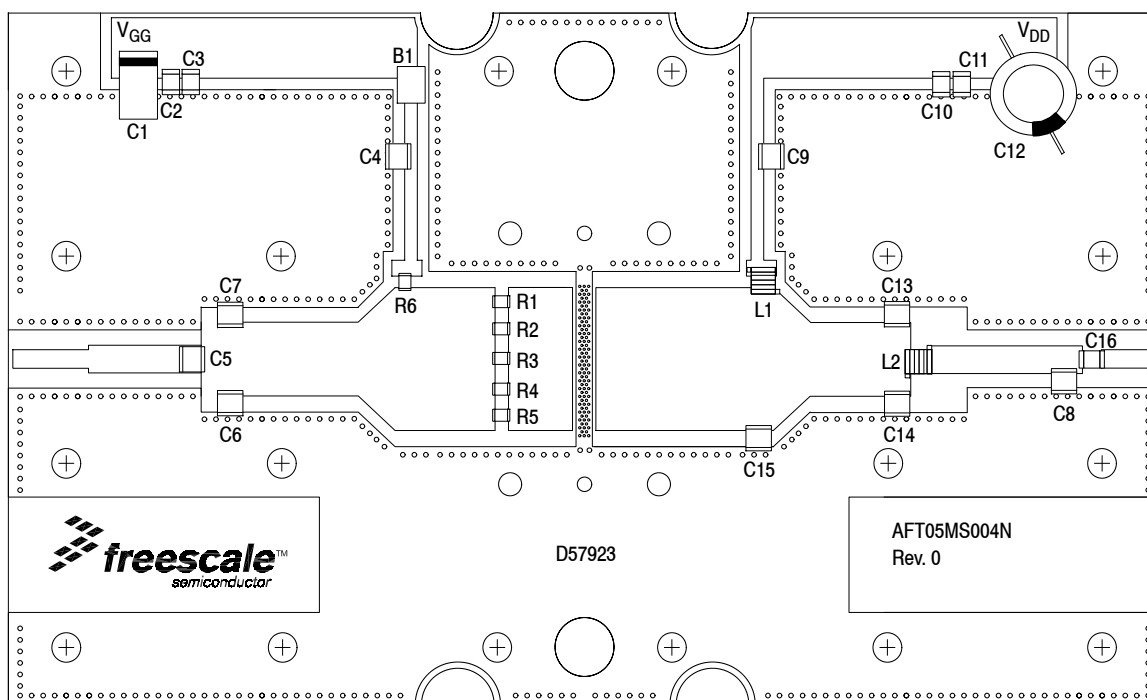 VGG
VDD
C3
B1
C11
C2
C10
C1
C12
C4
C9
C7
R6
L1
C13
R1
R2
C5
R3
L2
C16
R4
R5
C6
C14
C8
C15
freescale™
semiconductor
D57923
AFT05MS004N
Rev. 0